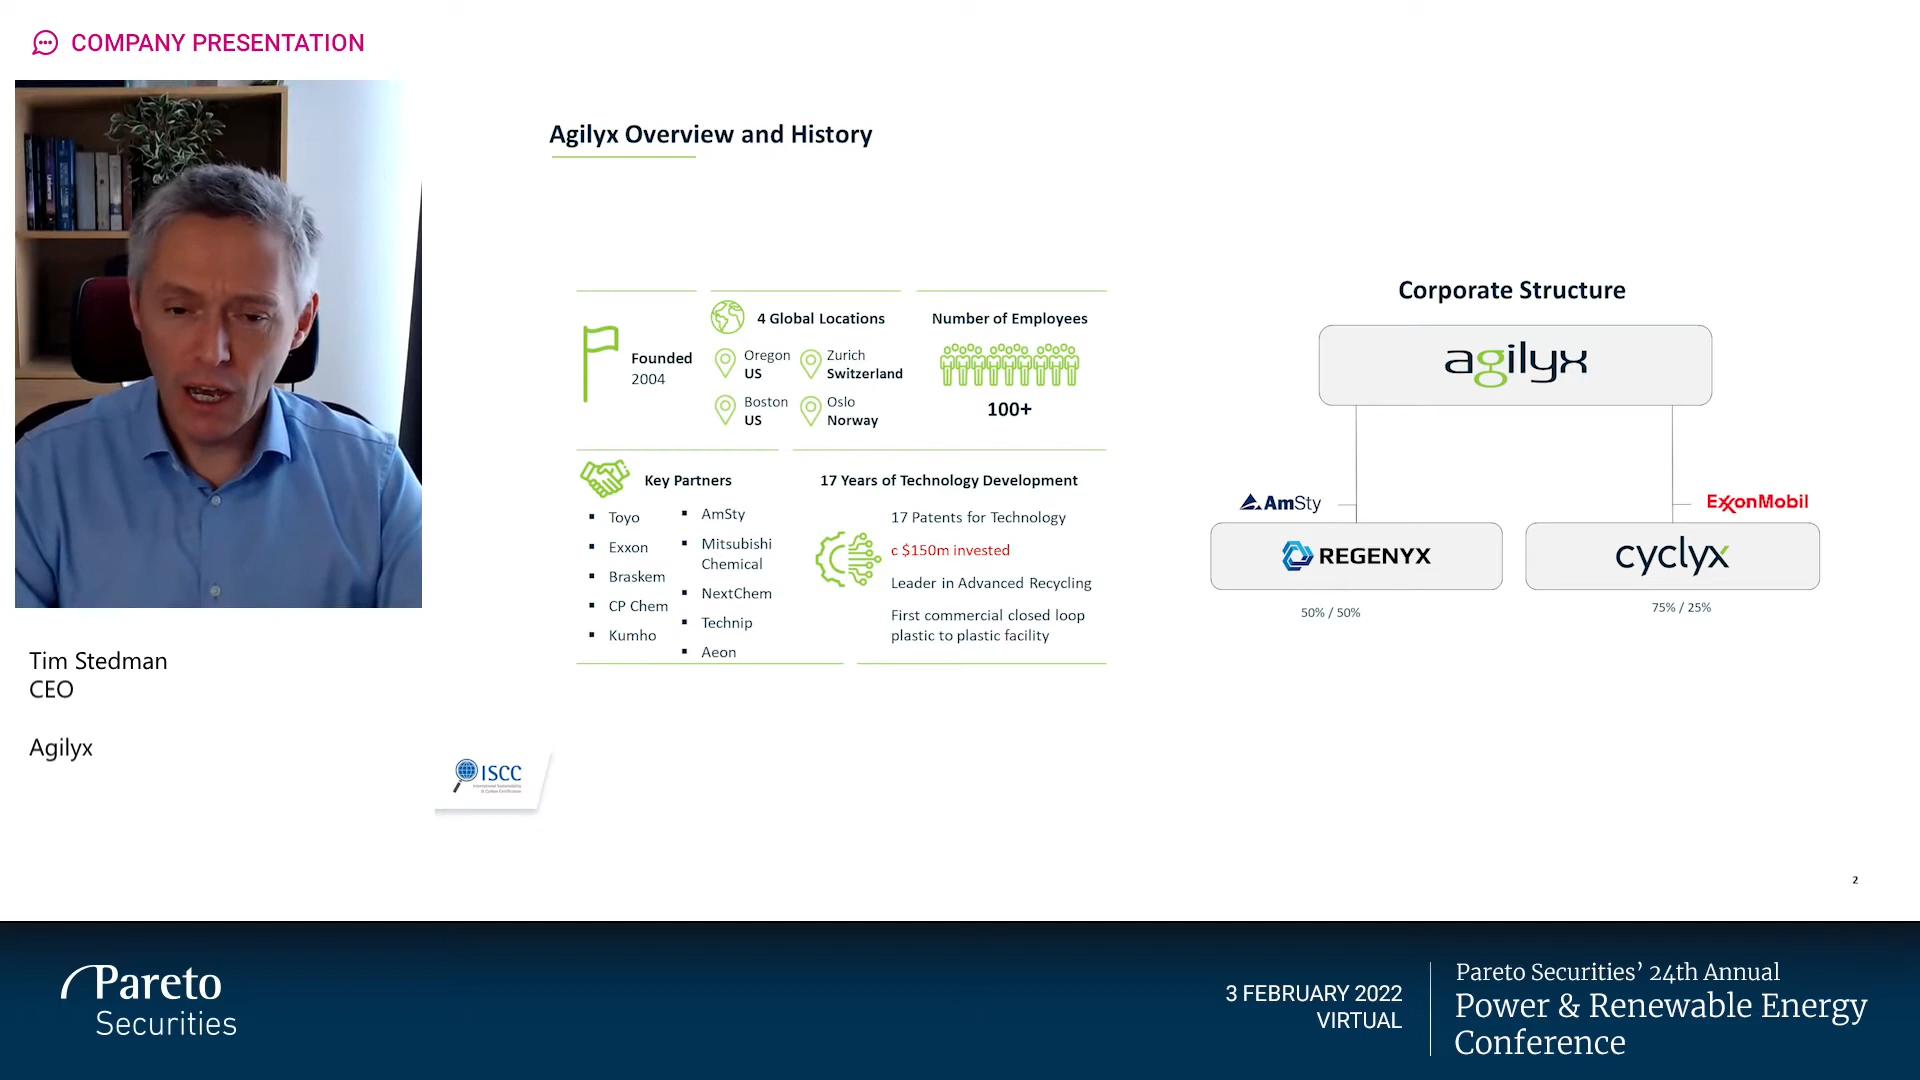 COMPANY PRESENTATION
Agilyx Overview and History
Founded
2004
4 Global Locations
Oregon
US
Zurich
Switzerland
Boston
US
Oslo
Norway
Number of Employees
100+
Key Partners
Toyo
Exxon
Braskem
CP Chem
Kumho
AmSty
Mitsubishi
Chemical
NextChem
Technip
Aeon
17 Years of Technology Development
17 Patents for Technology
c $150m invested
Leader in Advanced Recycling
First commercial closed loop
plastic to plastic facility
Corporate Structure
agilyx
AmSty
ExxonMobil
REGENYX
cyclyx
50% / 50%
75% / 25%
Tim Stedman
CEO
Agilyx
ISCC
International Sustainability
& Carbon Certification
2
Pareto
Securities
3 FEBRUARY 2022
VIRTUAL
Pareto Securities’ 24th Annual
Power & Renewable Energy
Conference